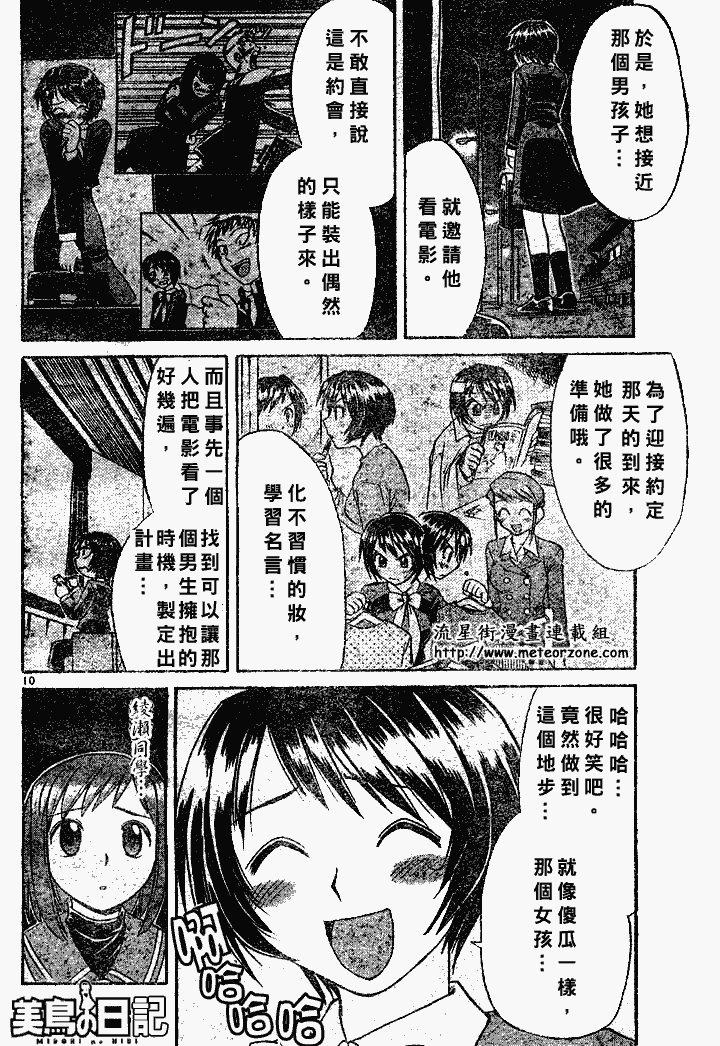 於是，她想接近
那個男孩子…
就邀請他
看電影。
不敢直接說
這是約會，
只能裝出偶然
的樣子來。
ドーン
為了迎接約定
那天的到來，
她做了很多的
準備哦。
化不習慣的妝，
學習名言…
而且事先一個
人把電影看了
好幾遍，
找到可以讓那
個男生擁抱的
時機，製定出
計畫…
流星街漫畫連載組
http://www.meteorzone.com
10
哈哈哈…
很好笑吧。
竟然做到
這個地步…
就像傻瓜一樣，
那個女孩…
啊哈哈哈
綾瀨同學…
美鳥の日記
MIDORI no HIBI